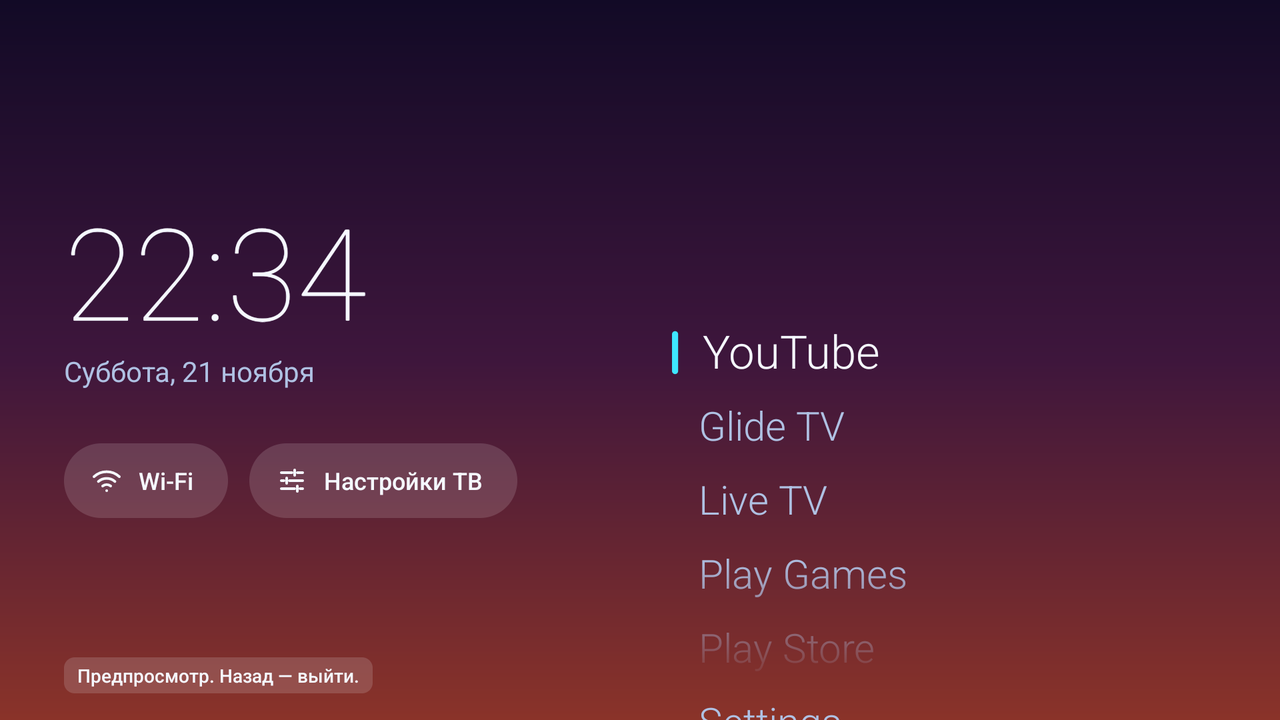 22:34
Суббота, 21 ноября
Wi-Fi
Настройки ТВ
Предпросмотр. Назад — выйти.
YouTube
Glide TV
Live TV
Play Games
Play Store
Settings